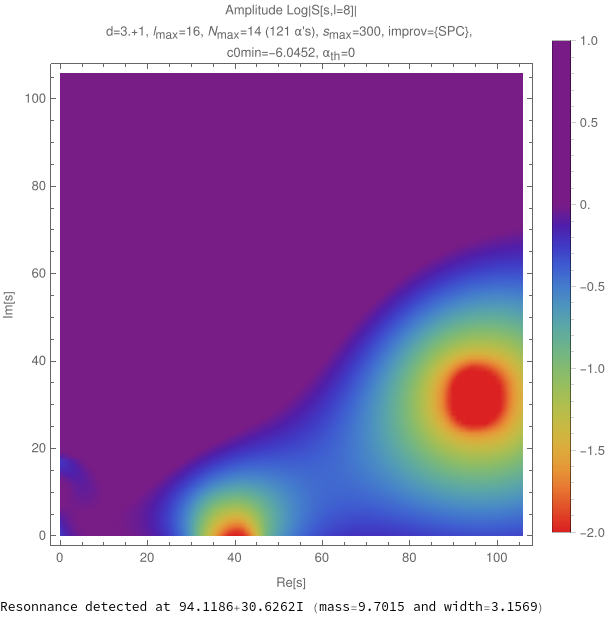 Amplitude Log|S[s,l=8]|
d=3.+1, lmax=16, Nmax=14 (121 α's), smax=300, improv={SPC},
c0min=−6.0452, αth=0
1.0
0.5
0.
−0.5
−1.0
−1.5
−2.0
100
80
60
40
20
0
Im[s]
0 20 40 60 80 100
Re[s]
Resonnance detected at 94.1186+30.6262I (mass=9.7015 and width=3.1569)